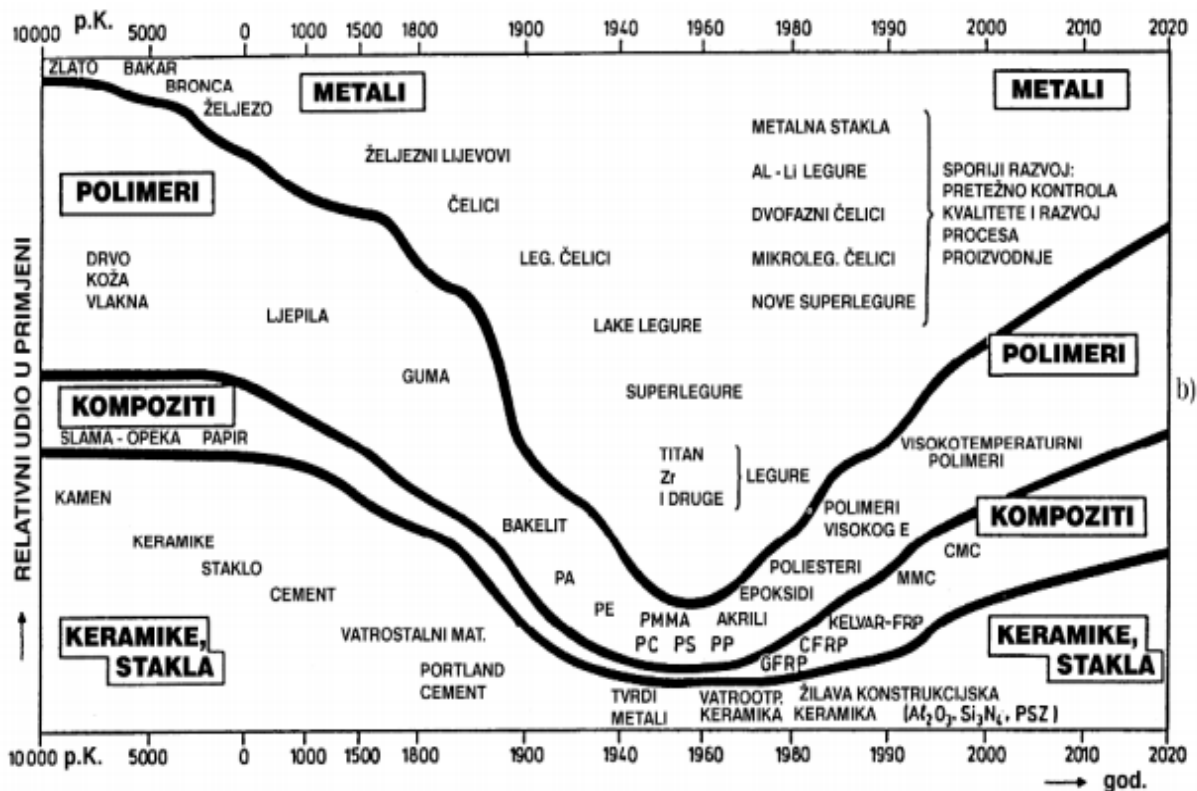 10000 p.K. 5000 0 1000 1500 1800 1900 1940 1960 1980 1990 2000 2010 2020
ZLATO BAKAR
BRONCA
ŽELJEZO
METALI
METALI
ŽELJEZNI LIJEVOVI
ČELICI
LEG. ČELICI
LAKE LEGURE
SUPERLEGURE
TITAN
Zr
I DRUGE
LEGURE
METALNA STAKLA
AL-Li LEGURE
DVOFAZNI ČELICI
MIKROLEG. ČELICI
NOVE SUPERLEGURE
SPORIJI RAZVOJ:
PRETEŽNO KONTROLA
KVALITETE I RAZVOJ
PROCESA
PROIZVODNJE
POLIMERI
DRVO
KOŽA
VLAKNA
LJEPILA
GUMA
BAKELIT
PA
PE
PMMA AKRILI
PC PS PP
EPOKSIDI
POLIESTERI
POLIMERI
VISOKOG E
VISOKOTEMPERATURNI
POLIMERI
POLIMERI
b)
KOMPOZITI
SLAMA - OPEKA PAPIR
GFRP
CFRP
KELVAR-FRP
MMC
CMC
KOMPOZITI
KAMEN
KERAMIKE
STAKLO
CEMENT
VATROSTALNI MAT.
PORTLAND
CEMENT
KERAMIKE,
STAKLA
TVRDI
METALI
VATROOTP.
KERAMIKA
ŽILAVA KONSTRUKCIJSKA
KERAMIKA (Al₂O₃, Si₃N₄, PSZ)
KERAMIKE,
STAKLA
RELATIVNI UDIO U PRIMJENI
10000 p.K. 5000 0 1000 1500 1800 1900 1940 1960 1980 1990 2000 2010 2020
god.